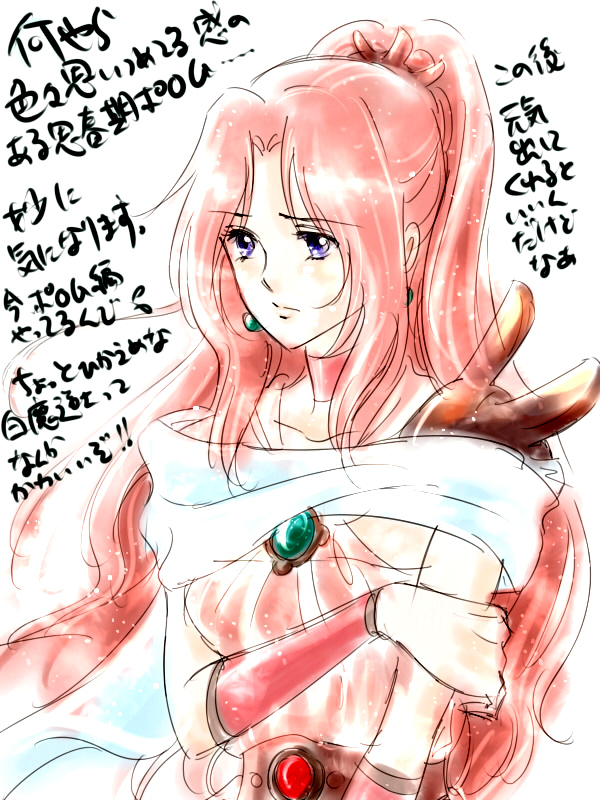 何やら
色々思いつめてる感の
ある思春期ポロム……
妙に
気になります。
今ポロム編
やってるんで
ちょっとひかえめな
白魔道士って
なんか
かわいいぞ!!
この後
元気
出して
くれると
いいん
だけど
なぁ